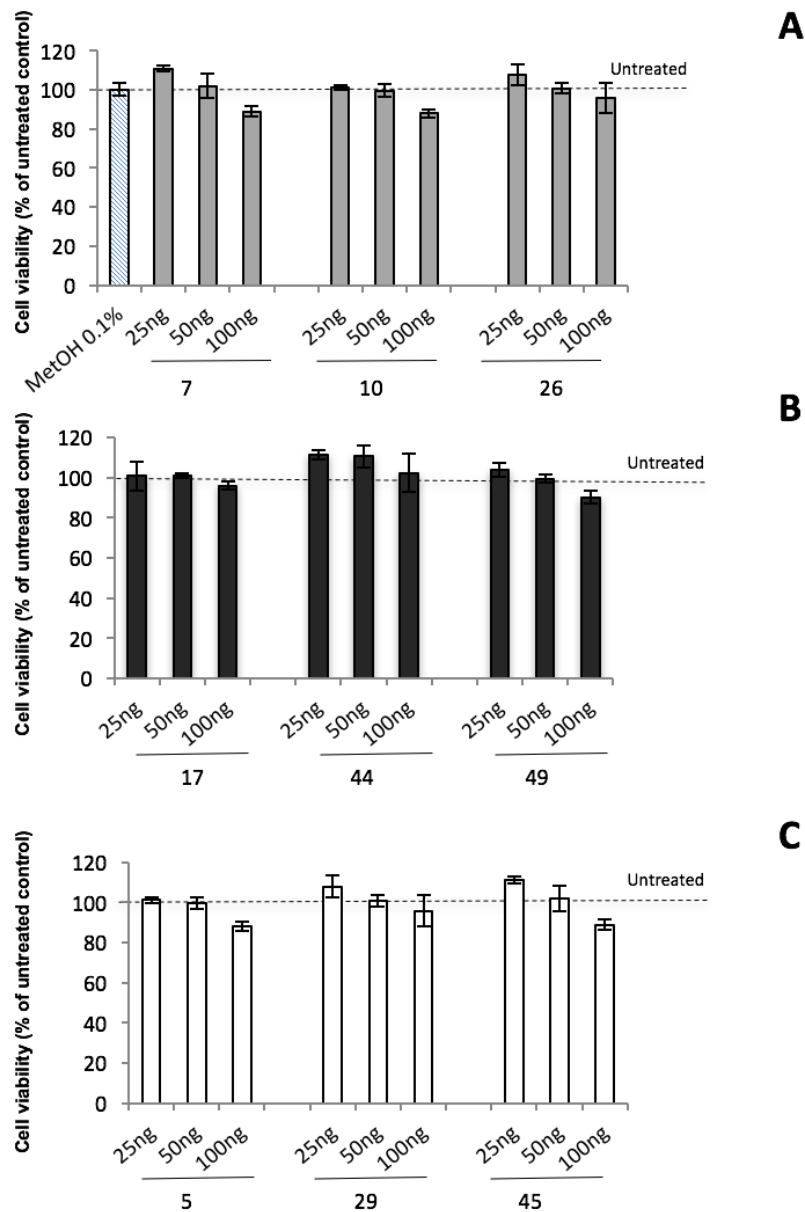 A
Cell viability (% of untreated control)
120
100
80
60
40
20
0
Untreated
MetOH 0.1%
25ng
50ng
100ng
25ng
50ng
100ng
25ng
50ng
100ng
7
10
26
B
Cell viability (% of untreated control)
120
100
80
60
40
20
0
Untreated
25ng
50ng
100ng
25ng
50ng
100ng
25ng
50ng
100ng
17
44
49
C
Cell viability (% of untreated control)
120
100
80
60
40
20
0
Untreated
25ng
50ng
100ng
25ng
50ng
100ng
25ng
50ng
100ng
5
29
45